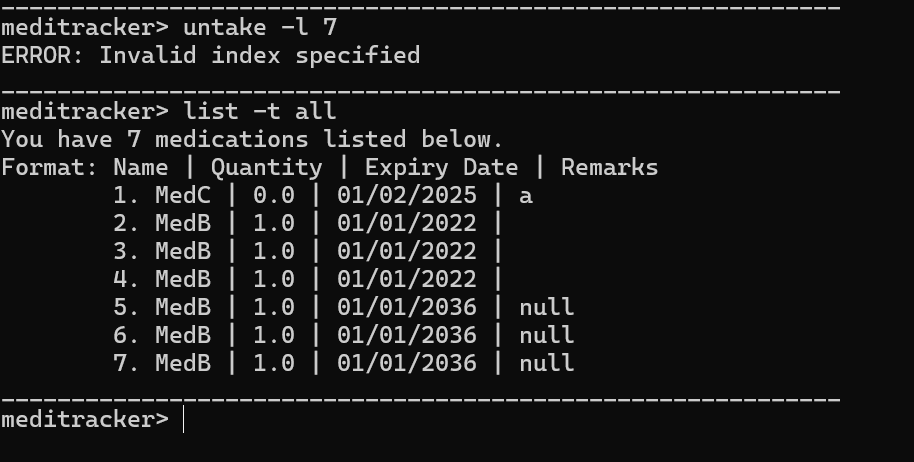 ____________________________________________________________
meditracker> untake -l 7
ERROR: Invalid index specified
____________________________________________________________
meditracker> list -t all
You have 7 medications listed below.
Format: Name | Quantity | Expiry Date | Remarks
        1. MedC | 0.0 | 01/02/2025 | a
        2. MedB | 1.0 | 01/01/2022 |
        3. MedB | 1.0 | 01/01/2022 |
        4. MedB | 1.0 | 01/01/2022 |
        5. MedB | 1.0 | 01/01/2036 | null
        6. MedB | 1.0 | 01/01/2036 | null
        7. MedB | 1.0 | 01/01/2036 | null
____________________________________________________________
meditracker>